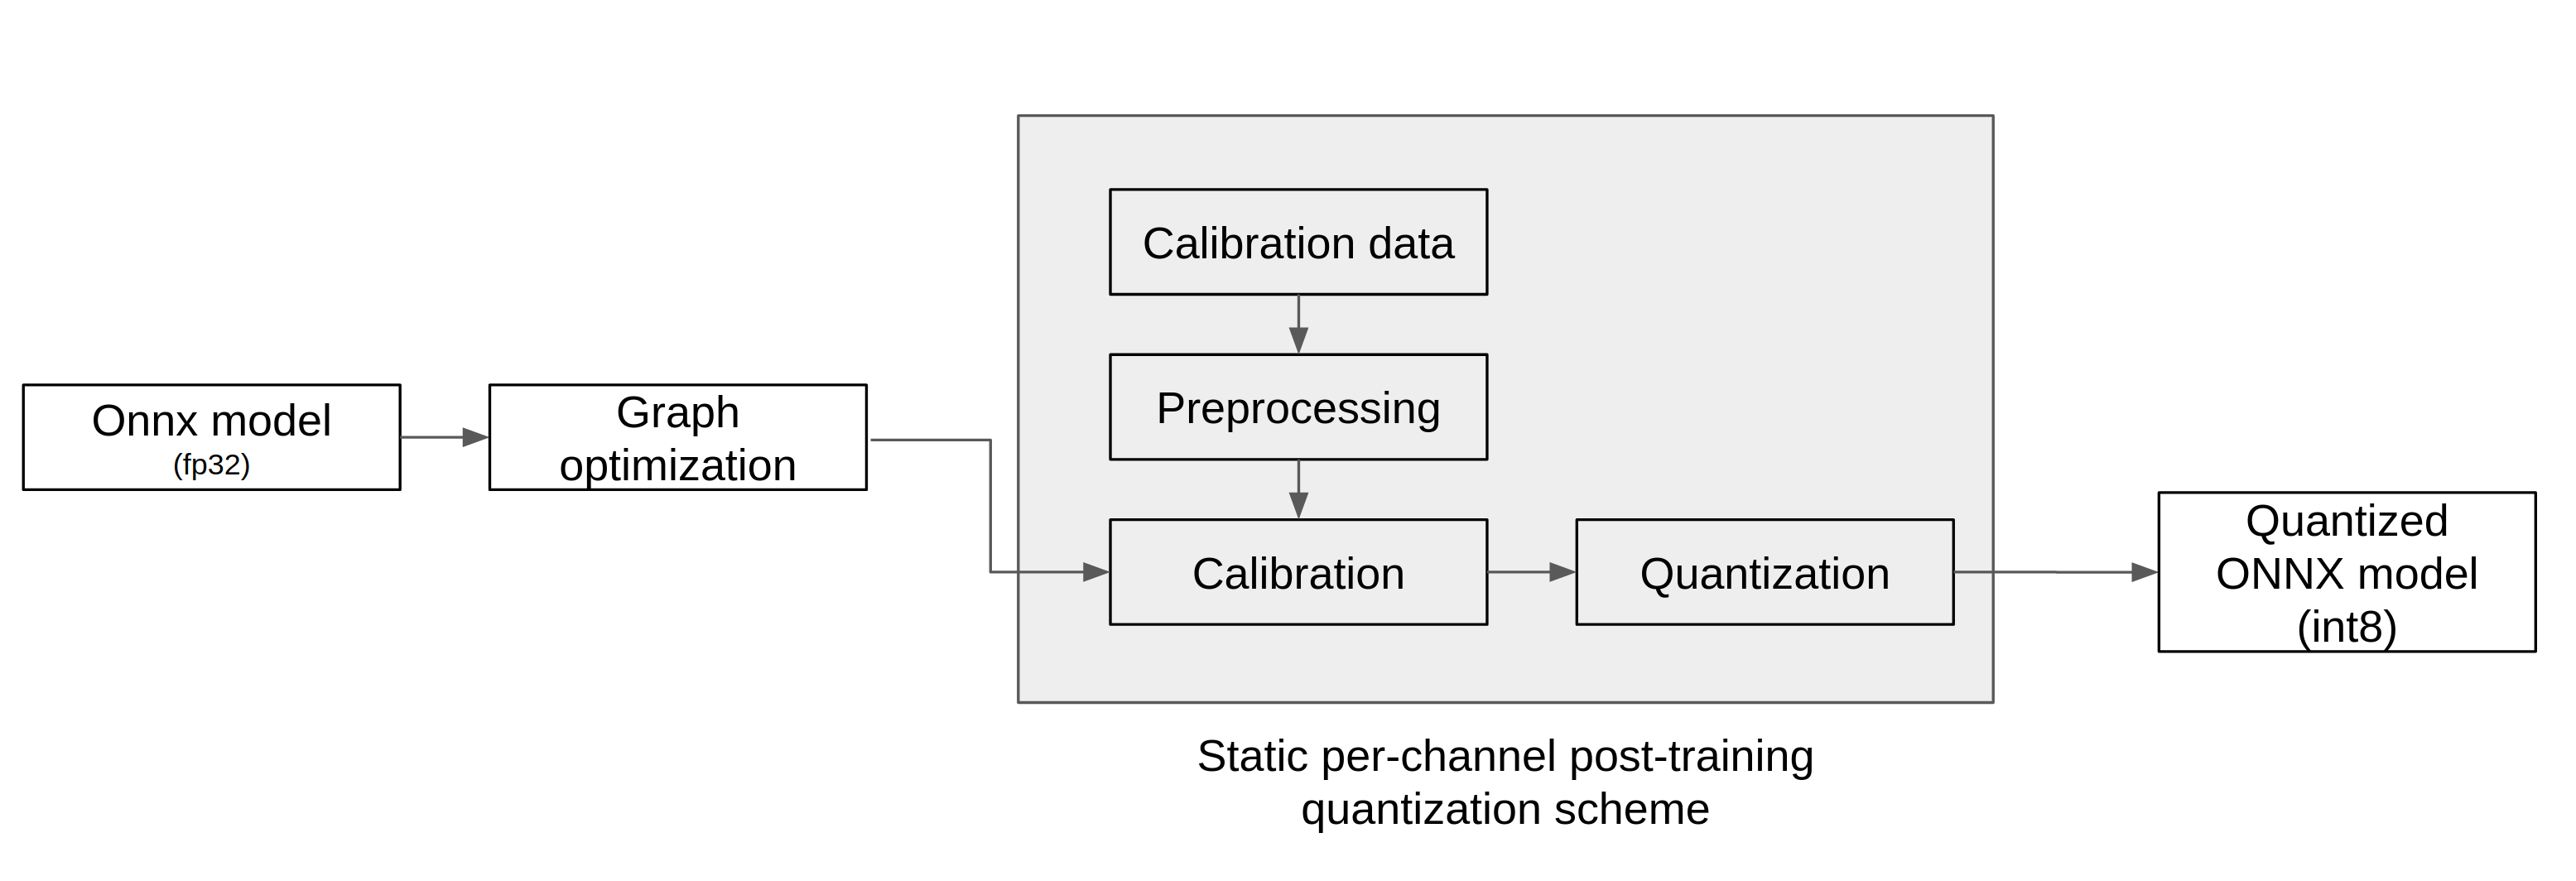 Onnx model
(fp32)
Graph
optimization
Calibration data
Preprocessing
Calibration
Quantization
Quantized
ONNX model
(int8)
Static per-channel post-training
quantization scheme